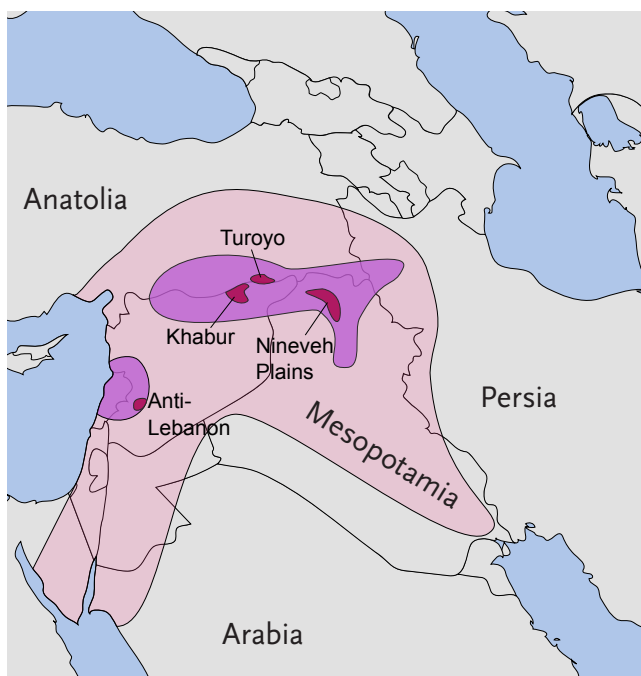 Anatolia
Turoyo
Khabur
Nineveh
Plains
Anti-
Lebanon
Persia
Mesopotamia
Arabia